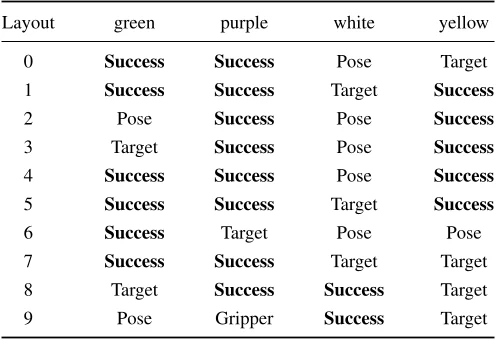 Layout green purple white yellow
0 Success Success Pose Target
1 Success Success Target Success
2 Pose Success Pose Success
3 Target Success Pose Success
4 Success Success Pose Success
5 Success Success Target Success
6 Success Target Pose Pose
7 Success Success Target Target
8 Target Success Success Target
9 Pose Gripper Success Target